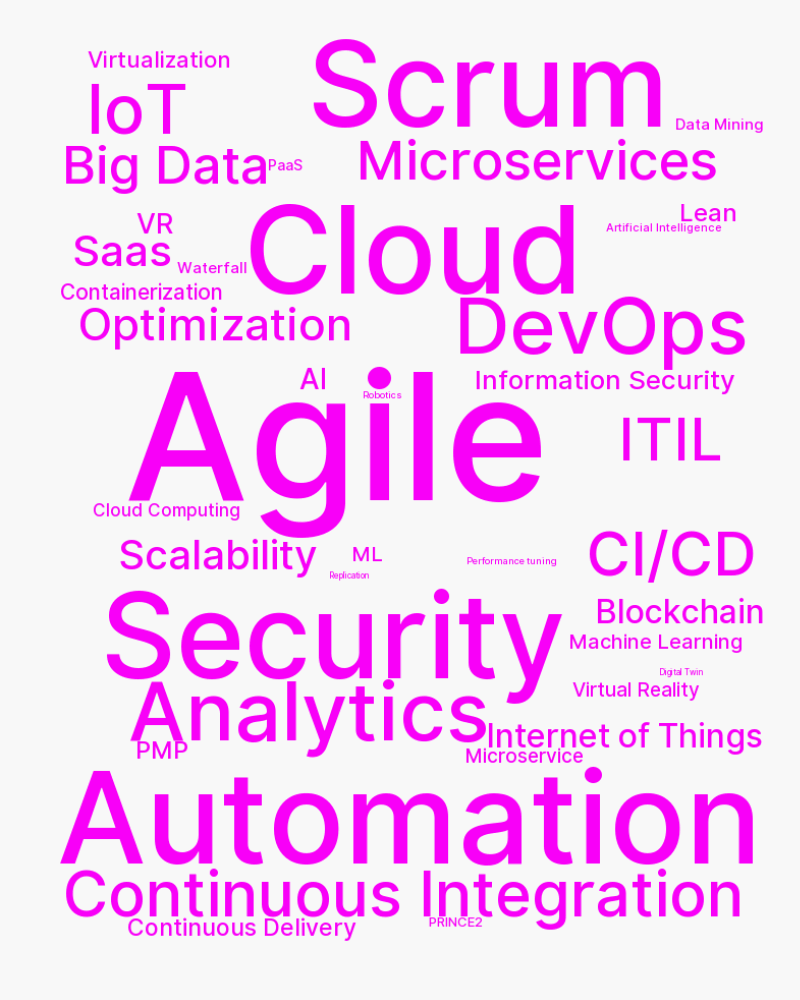 Virtualization
Scrum
IoT
Data Mining
Big Data
PaaS
Microservices
VR
Cloud
Lean
Artificial Intelligence
Saas
Waterfall
Containerization
Optimization
DevOps
AI
Information Security
Robotics
Agile
ITIL
Cloud Computing
Scalability
ML
Performance tuning
CI/CD
Replication
Security
Blockchain
Machine Learning
Digital Twin
Virtual Reality
Analytics
Internet of Things
PMP
Microservice
Automation
Continuous Integration
Continuous Delivery
PRINCE2